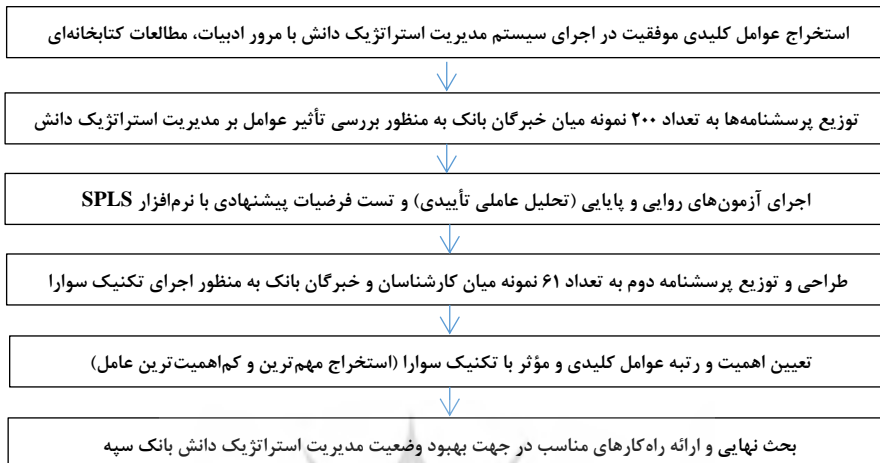 استخراج عوامل کلیدی موفقیت در اجرای سیستم مدیریت استراتژیک دانش با مرور ادبیات، مطالعات کتابخانه‌ای
توزیع پرسشنامه‌ها به تعداد ۲۰۰ نمونه میان خبرگان بانک به منظور بررسی تأثیر عوامل بر مدیریت استراتژیک دانش
اجرای آزمون‌های روایی و پایایی (تحلیل عاملی تأییدی) و تست فرضیات پیشنهادی با نرم‌افزار SPLS
طراحی و توزیع پرسشنامه دوم به تعداد ۶۱ نمونه میان کارشناسان و خبرگان بانک به منظور اجرای تکنیک سوارا
تعیین اهمیت و رتبه عوامل کلیدی و مؤثر با تکنیک سوارا (استخراج مهم‌ترین و کم‌اهمیت‌ترین عامل)
بحث نهایی و ارائه راه‌کارهای مناسب در جهت بهبود وضعیت مدیریت استراتژیک دانش بانک سپه